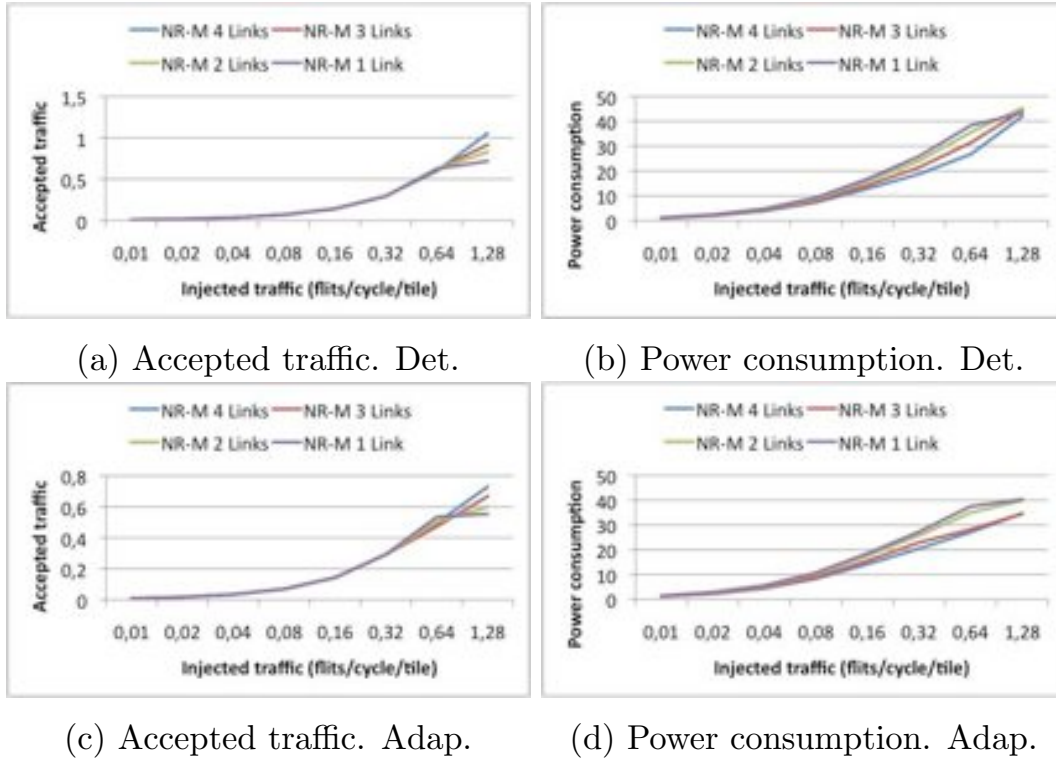 NR-M 4 Links NR-M 3 Links
NR-M 2 Links NR-M 1 Link
1,5
1
0,5
0
Accepted traffic
0,01 0,02 0,04 0,08 0,16 0,32 0,64 1,28
Injected traffic (flits/cycle/tile)
(a) Accepted traffic. Det.
NR-M 4 Links NR-M 3 Links
NR-M 2 Links NR-M 1 Link
50
40
30
20
10
0
Power consumption
0,01 0,02 0,04 0,08 0,16 0,32 0,64 1,28
Injected traffic (flits/cycle/tile)
(b) Power consumption. Det.
NR-M 4 Links NR-M 3 Links
NR-M 2 Links NR-M 1 Link
0,8
0,6
0,4
0,2
0
Accepted traffic
0,01 0,02 0,04 0,08 0,16 0,32 0,64 1,28
Injected traffic (flits/cycle/tile)
(c) Accepted traffic. Adap.
NR-M 4 Links NR-M 3 Links
NR-M 2 Links NR-M 1 Link
50
40
30
20
10
0
Power consumption
0,01 0,02 0,04 0,08 0,16 0,32 0,64 1,28
Injected traffic (flits/cycle/tile)
(d) Power consumption. Adap.